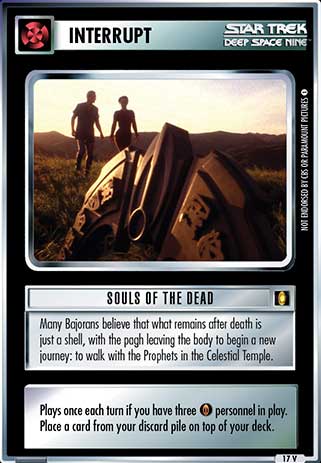 INTERRUPT
STAR TREK
DEEP SPACE NINE
NOT ENDORSED BY CBS OR PARAMOUNT PICTURES
SOULS OF THE DEAD
Many Bajorans believe that what remains after death is
just a shell, with the pagh leaving the body to begin a new
journey: to walk with the Prophets in the Celestial Temple.
Plays once each turn if you have three personnel in play.
Place a card from your discard pile on top of your deck.
17 V